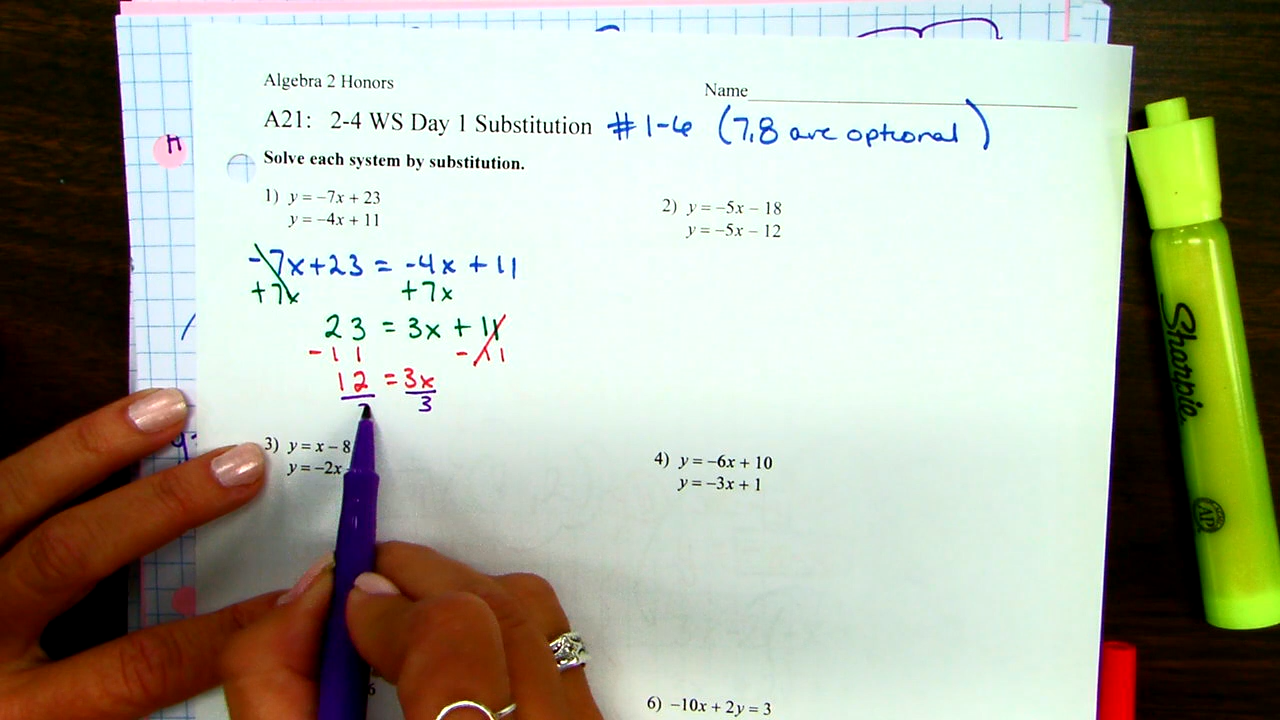 Algebra 2 Honors
Name
A21: 2-4 WS Day 1 Substitution #1-6 (7,8 are optional)
Solve each system by substitution.
1) y = −7x + 23
y = −4x + 11
2) y = −5x − 18
y = −5x − 12
-7x+23 = -4x + 11
+7x +7x
23 = 3x + 11
-11 -11
12 = 3x
3
3) y = x − 8
y = −2x
4) y = −6x + 10
y = −3x + 1
6) −10x + 2y = 3
Sharpie
AP